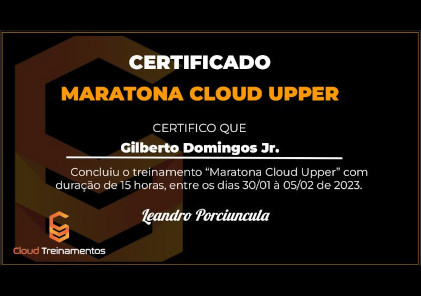 CERTIFICADO
MARATONA CLOUD UPPER
CERTIFICO QUE
Gilberto Domingos Jr.
Concluiu o treinamento “Maratona Cloud Upper” com
duração de 15 horas, entre os dias 30/01 à 05/02 de 2023.
Leandro Porciuncula
Cloud Treinamentos